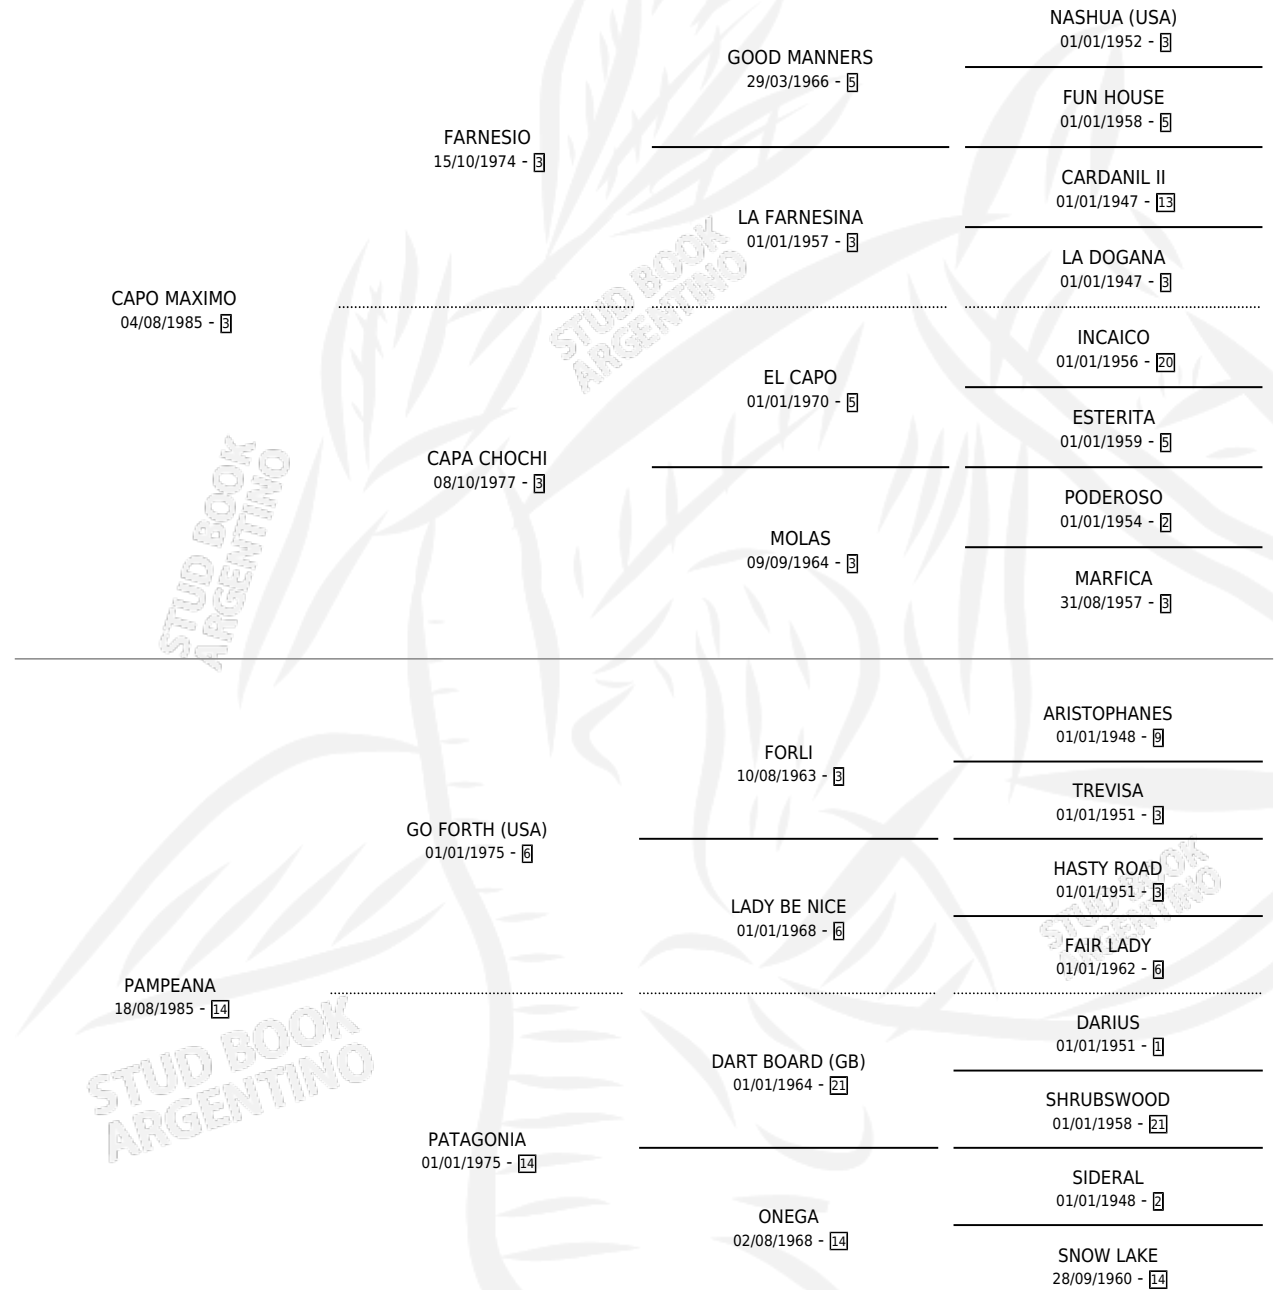 NASHUA (USA)
01/01/1952 - 3
GOOD MANNERS
29/03/1966 - 5
FUN HOUSE
01/01/1958 - 5
FARNESIO
15/10/1974 - 3
CARDANIL II
01/01/1947 - 13
LA FARNESINA
01/01/1957 - 3
LA DOGANA
01/01/1947 - 3
CAPO MAXIMO
04/08/1985 - 3
INCAICO
01/01/1956 - 20
EL CAPO
01/01/1970 - 5
ESTERITA
01/01/1959 - 5
CAPA CHOCHI
08/10/1977 - 3
PODEROSO
01/01/1954 - 2
MOLAS
09/09/1964 - 3
MARFICA
31/08/1957 - 3
STUD BOOK
ARGENTINO
STUD BOOK
ARGENTINO
ARISTOPHANES
01/01/1948 - 9
FORLI
10/08/1963 - 3
TREVISA
01/01/1951 - 3
GO FORTH (USA)
01/01/1975 - 6
HASTY ROAD
01/01/1951 - 3
LADY BE NICE
01/01/1968 - 6
FAIR LADY
01/01/1962 - 6
PAMPEANA
18/08/1985 - 14
DARIUS
01/01/1951 - 1
DART BOARD (GB)
01/01/1964 - 21
SHRUBSWOOD
01/01/1958 - 21
PATAGONIA
01/01/1975 - 14
SIDERAL
01/01/1948 - 2
ONEGA
02/08/1968 - 14
SNOW LAKE
28/09/1960 - 14
STUD BOOK
ARGENTINO
STUD BOOK
ARGENTINO